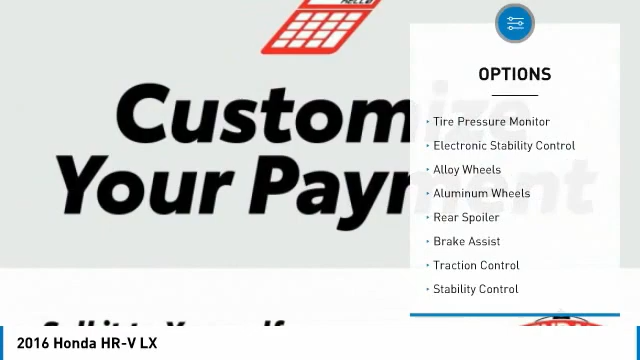 HELLO
Customize
Your Payment
OPTIONS
Tire Pressure Monitor
Electronic Stability Control
Alloy Wheels
Aluminum Wheels
Rear Spoiler
Brake Assist
Traction Control
Stability Control
2016 Honda HR-V LX